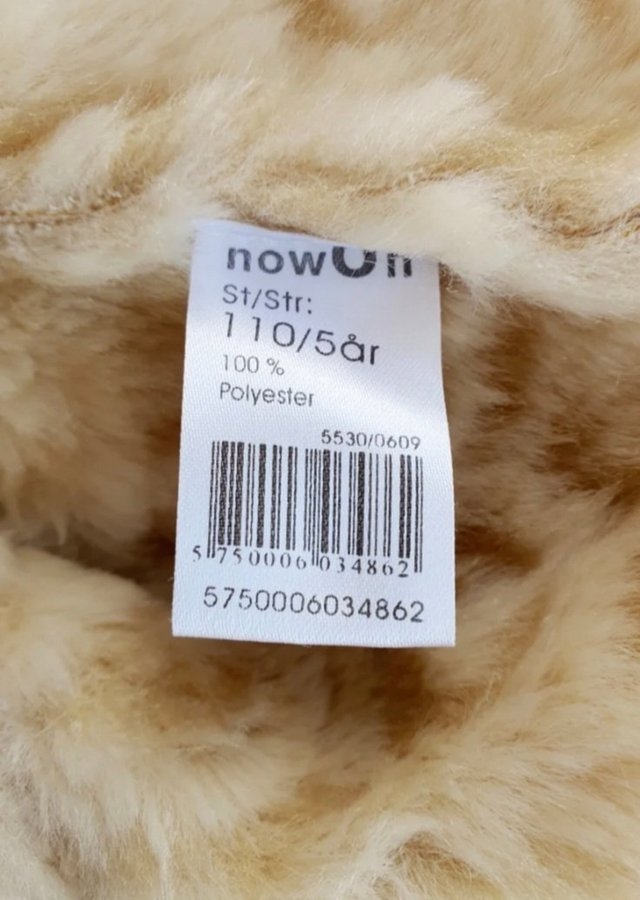 nowOn
St/Str:
110/5år
100 %
Polyester
5530/0609
5 750006 034862
5750006034862